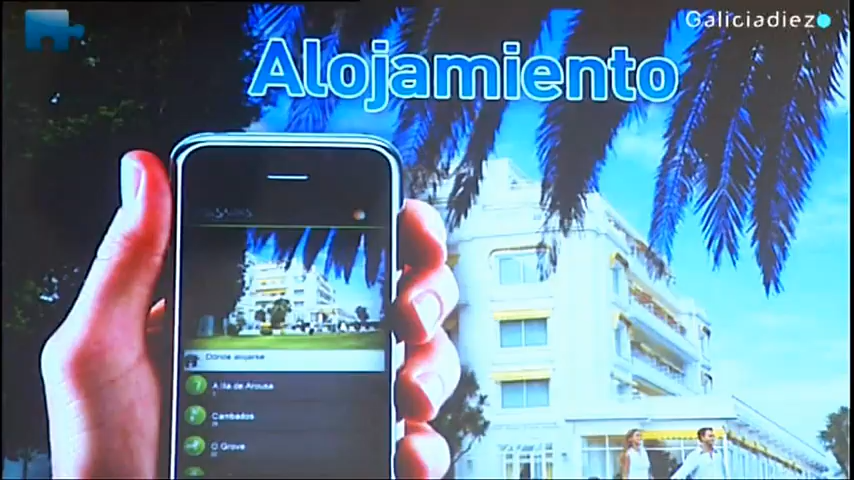 Galiciadiez
Alojamiento
Dónde alojarse
A Illa de Arousa
Cambados
O Grove